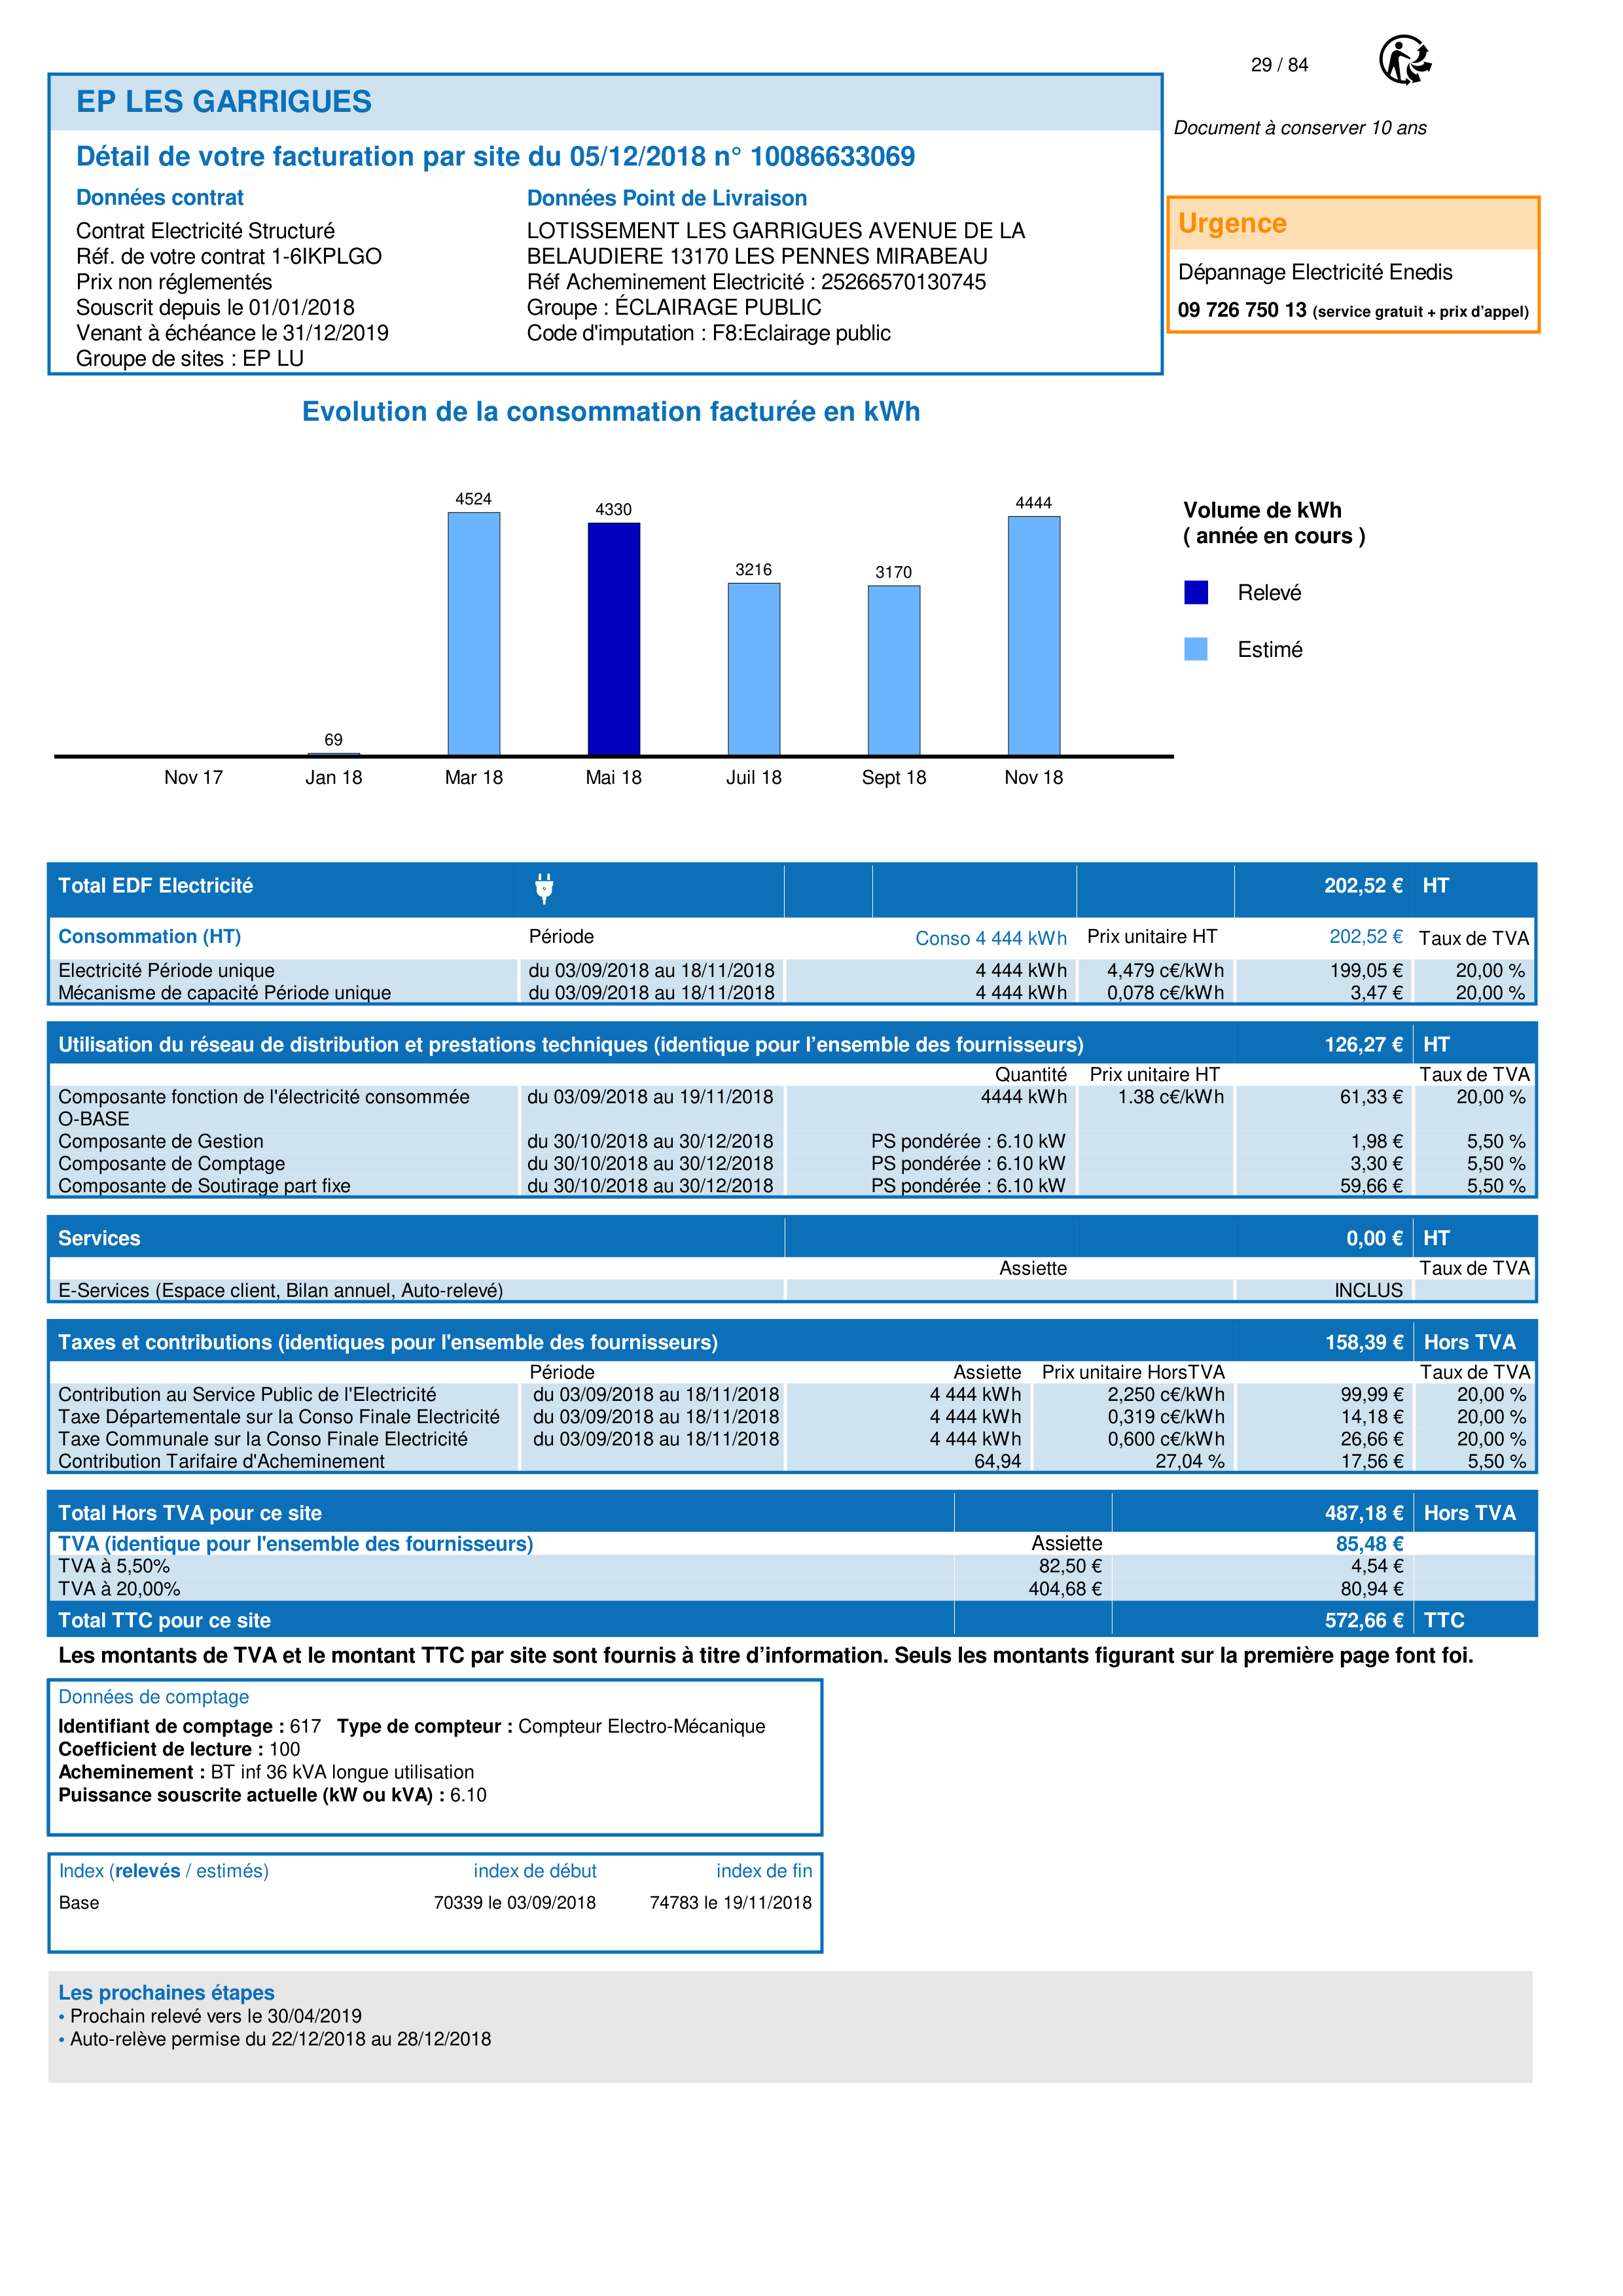 29 / 84
EP LES GARRIGUES
Document à conserver 10 ans
Détail de votre facturation par site du 05/12/2018 n° 10086633069
Données contrat Données Point de Livraison
Contrat Electricité Structuré LOTISSEMENT LES GARRIGUES AVENUE DE LA
Réf. de votre contrat 1-6IKPLGO BELAUDIERE 13170 LES PENNES MIRABEAU
Prix non réglementés Réf Acheminement Electricité : 25266570130745
Souscrit depuis le 01/01/2018 Groupe : ÉCLAIRAGE PUBLIC
Venant à échéance le 31/12/2019 Code d'imputation : F8:Eclairage public
Groupe de sites : EP LU
Urgence
Dépannage Electricité Enedis
09 726 750 13 (service gratuit + prix d’appel)
Evolution de la consommation facturée en kWh
4524
4330
3216
3170
4444
69
Nov 17 Jan 18 Mar 18 Mai 18 Juil 18 Sept 18 Nov 18
Volume de kWh
( année en cours )
Relevé
Estimé
Total EDF Electricité 202,52 € HT
Consommation (HT) Période Conso 4 444 kWh Prix unitaire HT 202,52 € Taux de TVA
Electricité Période unique du 03/09/2018 au 18/11/2018 4 444 kWh 4,479 c€/kWh 199,05 € 20,00 %
Mécanisme de capacité Période unique du 03/09/2018 au 18/11/2018 4 444 kWh 0,078 c€/kWh 3,47 € 20,00 %
Utilisation du réseau de distribution et prestations techniques (identique pour l’ensemble des fournisseurs) 126,27 € HT
Quantité Prix unitaire HT Taux de TVA
Composante fonction de l'électricité consommée du 03/09/2018 au 19/11/2018 4444 kWh 1.38 c€/kWh 61,33 € 20,00 %
O-BASE
Composante de Gestion du 30/10/2018 au 30/12/2018 PS pondérée : 6.10 kW 1,98 € 5,50 %
Composante de Comptage du 30/10/2018 au 30/12/2018 PS pondérée : 6.10 kW 3,30 € 5,50 %
Composante de Soutirage part fixe du 30/10/2018 au 30/12/2018 PS pondérée : 6.10 kW 59,66 € 5,50 %
Services 0,00 € HT
Assiette Taux de TVA
E-Services (Espace client, Bilan annuel, Auto-relevé) INCLUS
Taxes et contributions (identiques pour l'ensemble des fournisseurs) 158,39 € Hors TVA
Période Assiette Prix unitaire HorsTVA Taux de TVA
Contribution au Service Public de l'Electricité du 03/09/2018 au 18/11/2018 4 444 kWh 2,250 c€/kWh 99,99 € 20,00 %
Taxe Départementale sur la Conso Finale Electricité du 03/09/2018 au 18/11/2018 4 444 kWh 0,319 c€/kWh 14,18 € 20,00 %
Taxe Communale sur la Conso Finale Electricité du 03/09/2018 au 18/11/2018 4 444 kWh 0,600 c€/kWh 26,66 € 20,00 %
Contribution Tarifaire d'Acheminement 64,94 27,04 % 17,56 € 5,50 %
Total Hors TVA pour ce site 487,18 € Hors TVA
TVA (identique pour l'ensemble des fournisseurs) Assiette 85,48 €
TVA à 5,50% 82,50 € 4,54 €
TVA à 20,00% 404,68 € 80,94 €
Total TTC pour ce site 572,66 € TTC
Les montants de TVA et le montant TTC par site sont fournis à titre d’information. Seuls les montants figurant sur la première page font foi.
Données de comptage
Identifiant de comptage : 617 Type de compteur : Compteur Electro-Mécanique
Coefficient de lecture : 100
Acheminement : BT inf 36 kVA longue utilisation
Puissance souscrite actuelle (kW ou kVA) : 6.10
Index (relevés / estimés) index de début index de fin
Base 70339 le 03/09/2018 74783 le 19/11/2018
Les prochaines étapes
• Prochain relevé vers le 30/04/2019
• Auto-relève permise du 22/12/2018 au 28/12/2018